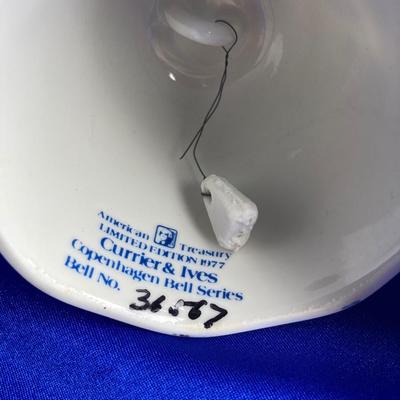 American Treasury
LIMITED EDITION 1977
Currier & Ives
Copenhagen Bell Series
Bell No. 36567